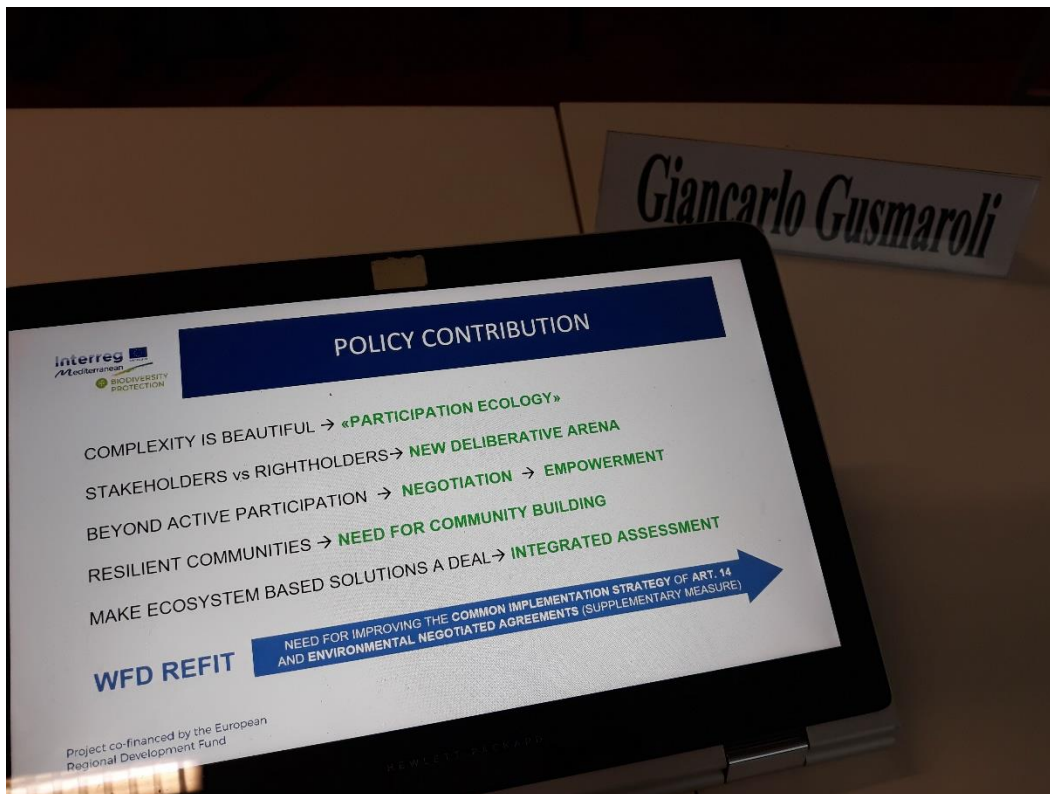 Giancarlo Gusmaroli
Interreg
Mediterranean
BIODIVERSITY
PROTECTION
POLICY CONTRIBUTION
COMPLEXITY IS BEAUTIFUL → «PARTICIPATION ECOLOGY»
STAKEHOLDERS vs RIGHTHOLDERS→ NEW DELIBERATIVE ARENA
BEYOND ACTIVE PARTICIPATION → NEGOTIATION → EMPOWERMENT
RESILIENT COMMUNITIES → NEED FOR COMMUNITY BUILDING
MAKE ECOSYSTEM BASED SOLUTIONS A DEAL→ INTEGRATED ASSESSMENT
WFD REFIT
NEED FOR IMPROVING THE COMMON IMPLEMENTATION STRATEGY OF ART. 14
AND ENVIRONMENTAL NEGOTIATED AGREEMENTS (SUPPLEMENTARY MEASURE)
Project co-financed by the European
Regional Development Fund
HEWLETT-PACKARD